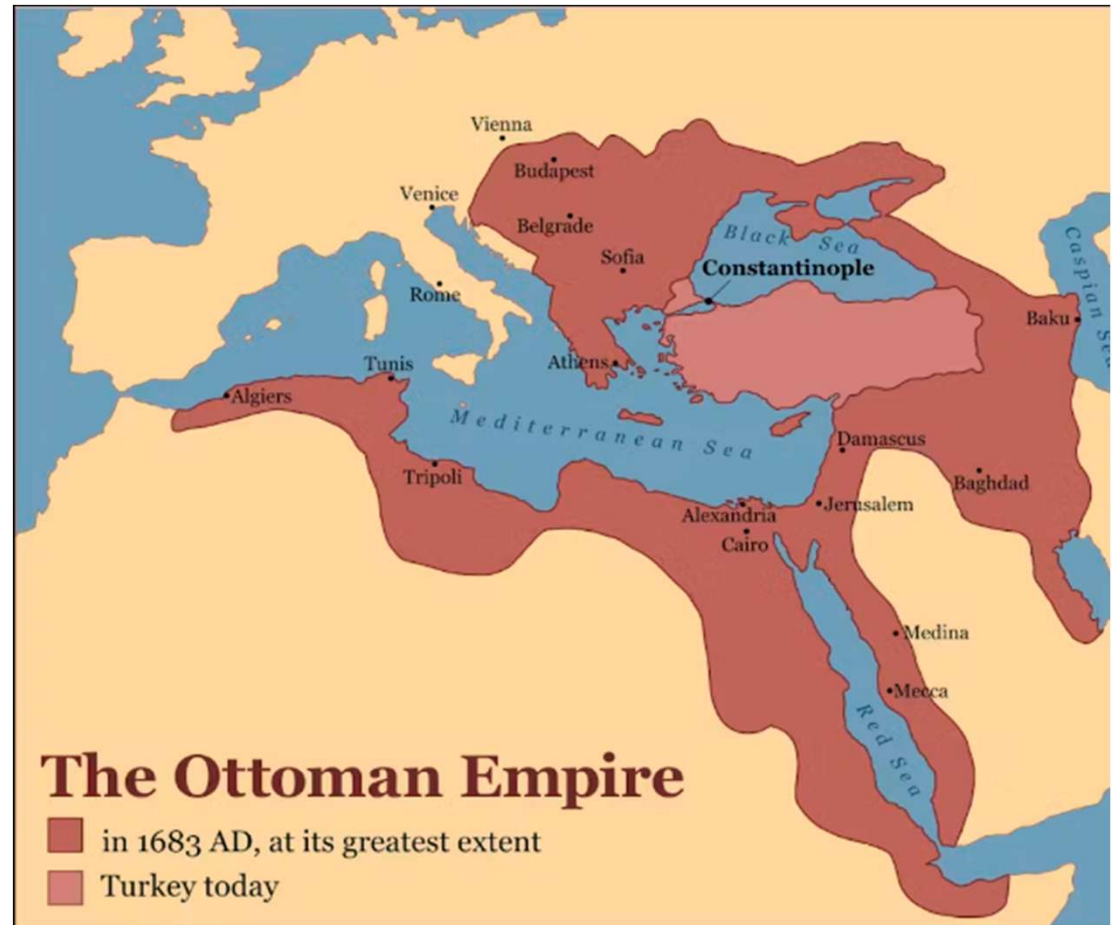 Vienna
Budapest
Venice
Belgrade
Black Sea
Sofia
Constantinople
Caspian Se
Rome
Baku
Tunis
Athens
Algiers
Mediterranean Sea
Damascus
Tripoli
Baghdad
Alexandria
Jerusalem
Cairo
Medina
Mecca
Red Sea
The Ottoman Empire
in 1683 AD, at its greatest extent
Turkey today